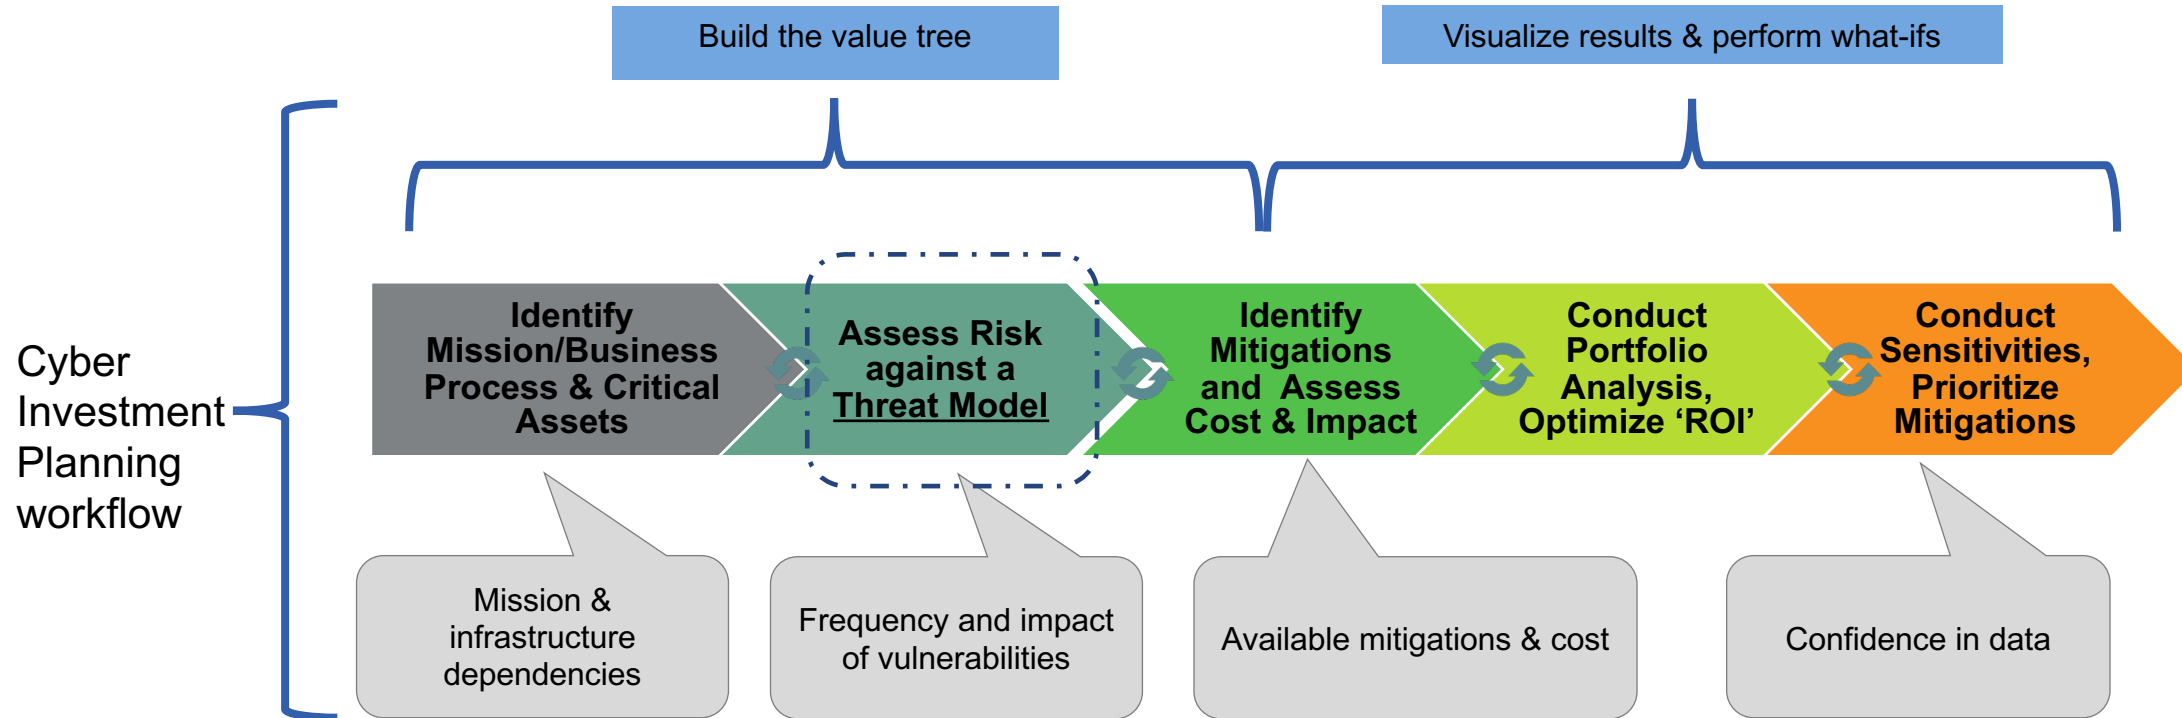 Build the value tree
Visualize results & perform what-ifs
Cyber
Investment
Planning
workflow
Identify
Mission/Business
Process & Critical
Assets
Assess Risk
against a
Threat Model
Identify
Mitigations
and  Assess
Cost & Impact
Conduct
Portfolio
Analysis,
Optimize ‘ROI’
Conduct
Sensitivities,
Prioritize
Mitigations
Mission &
infrastructure
dependencies
Frequency and impact
of vulnerabilities
Available mitigations & cost
Confidence in data